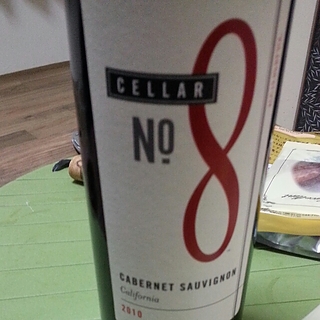 CELLAR
Nº 8
CABERNET SAUVIGNON
California
2010